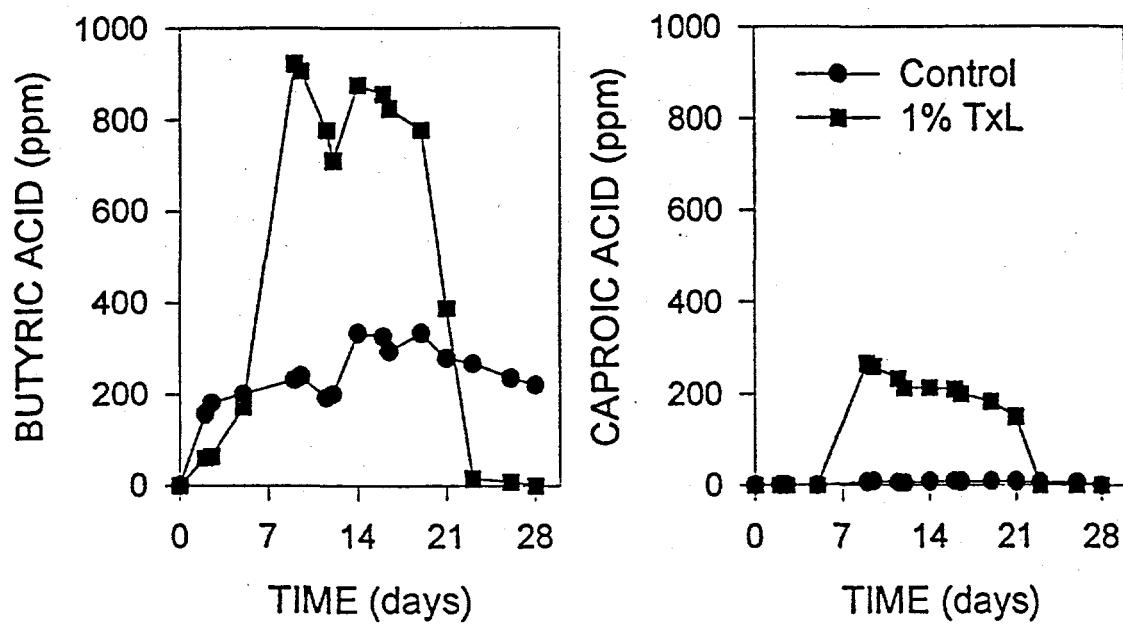 BUTYRIC ACID (ppm)
1000
800
600
400
200
0
0 7 14 21 28
TIME (days)
CAPROIC ACID (ppm)
1000
800
600
400
200
0
0 7 14 21 28
TIME (days)
Control
1% TxL